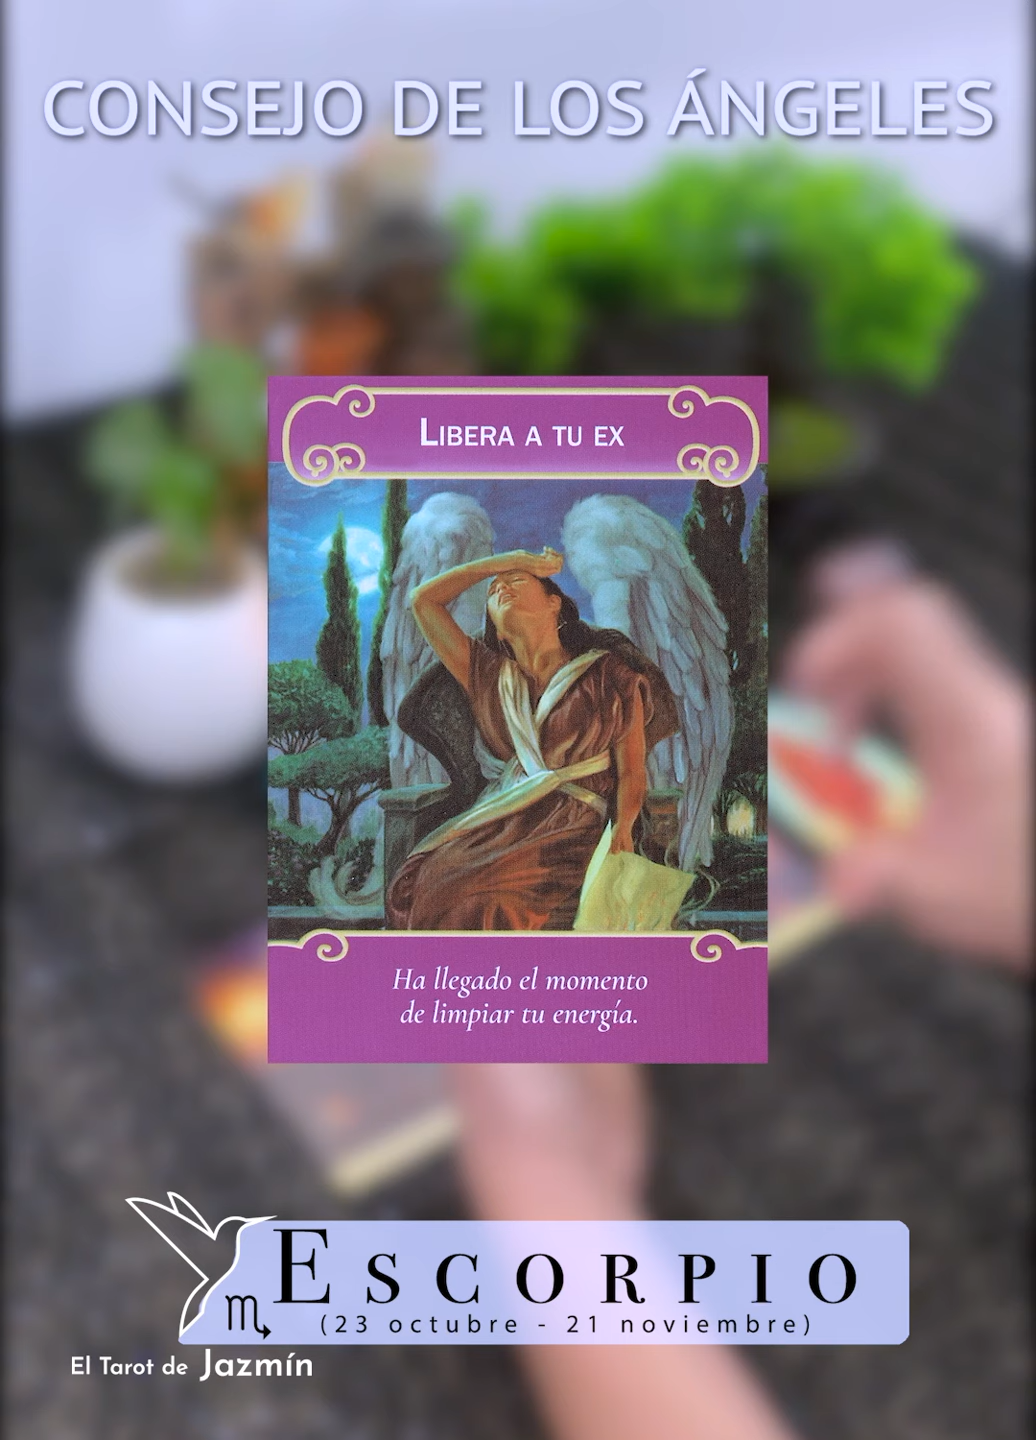 CONSEJO DE LOS ÁNGELES
LIBERA A TU EX
Ha llegado el momento
de limpiar tu energía.
ESCORPIO
(23 octubre - 21 noviembre)
El Tarot de Jazmín